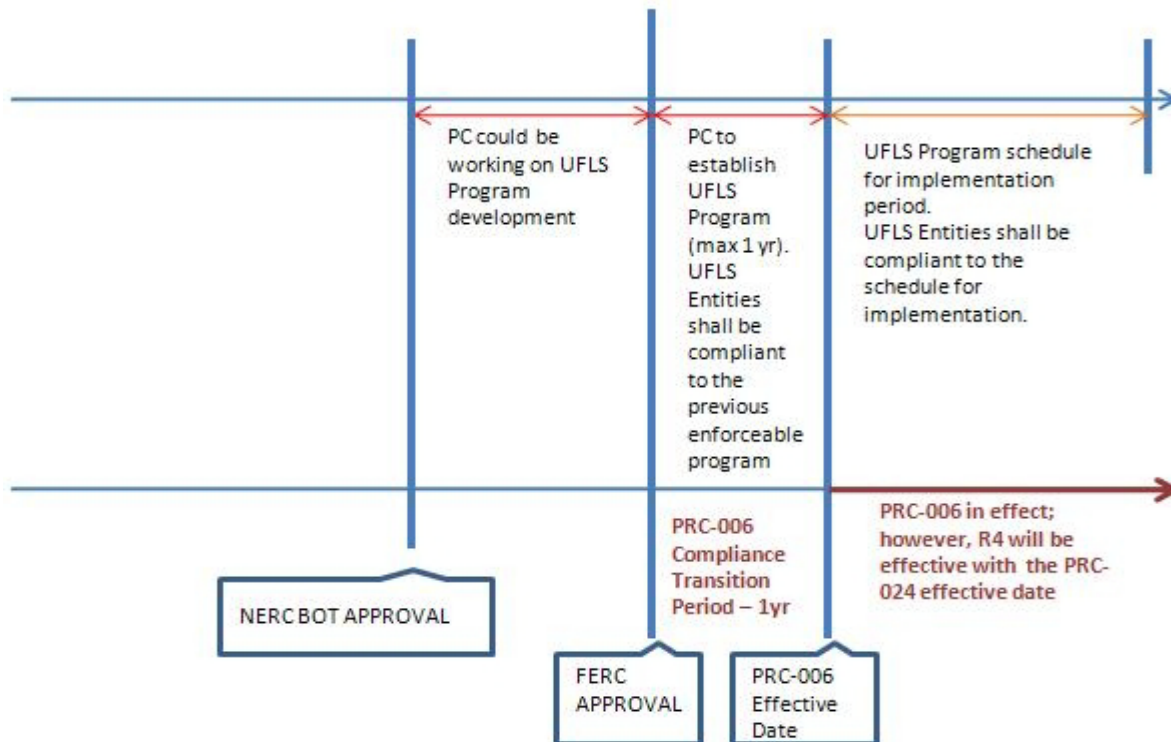 PC could be
working on UFLS
Program
development
PC to
establish
UFLS
Program
(max 1 yr).
UFLS
Entities
shall be
compliant
to the
previous
enforceable
program
UFLS Program schedule
for implementation
period.
UFLS Entities shall be
compliant to the
schedule for
implementation.
PRC-006
Compliance
Transition
Period – 1yr
PRC-006 in effect;
however, R4 will be
effective with the PRC-
024 effective date
NERC BOT APPROVAL
FERC
APPROVAL
PRC-006
Effective
Date